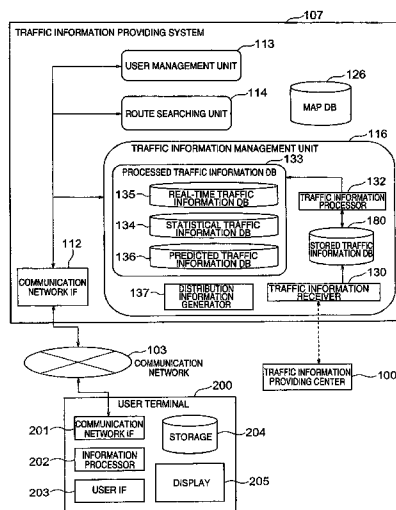 107
TRAFFIC INFORMATION PROVIDING SYSTEM
113
USER MANAGEMENT UNIT
114
ROUTE SEARCHING UNIT
126
MAP DB
116
TRAFFIC INFORMATION MANAGEMENT UNIT
133
PROCESSED TRAFFIC INFORMATION DB
135
REAL-TIME TRAFFIC
INFORMATION DB
134
STATISTICAL TRAFFIC
INFORMATION DB
136
PREDICTED TRAFFIC
INFORMATION DB
132
TRAFFIC INFORMATION
PROCESSOR
180
STORED TRAFFIC
INFORMATION DB
130
TRAFFIC INFORMATION
RECEIVER
137
DISTRIBUTION
INFORMATION
GENERATOR
112
COMMUNICATION
NETWORK IF
103
COMMUNICATION
NETWORK
TRAFFIC INFORMATION
PROVIDING CENTER
100
200
USER TERMINAL
201
COMMUNICATION
NETWORK IF
202
INFORMATION
PROCESSOR
203
USER IF
STORAGE
204
DISPLAY
205